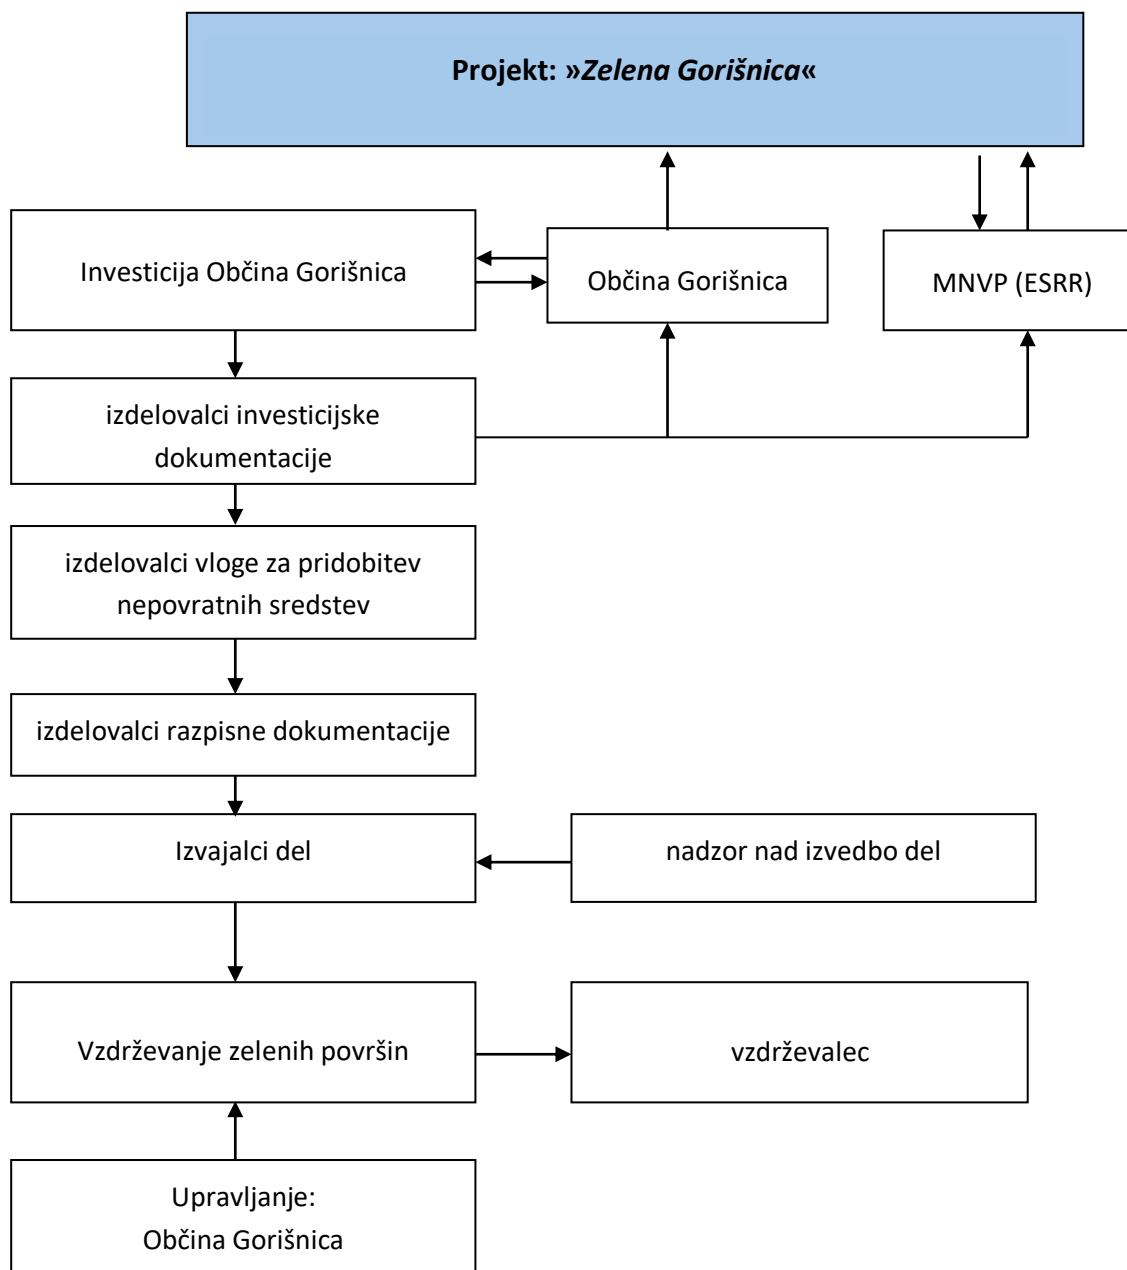 Projekt: »Zelena Gorišnica«
Investicija Občina Gorišnica
Občina Gorišnica
MNVP (ESRR)
izdelovalci investicijske
dokumentacije
izdelovalci vloge za pridobitev
nepovratnih sredstev
izdelovalci razpisne dokumentacije
Izvajalci del
nadzor nad izvedbo del
Vzdrževanje zelenih površin
vzdrževalec
Upravljanje:
Občina Gorišnica